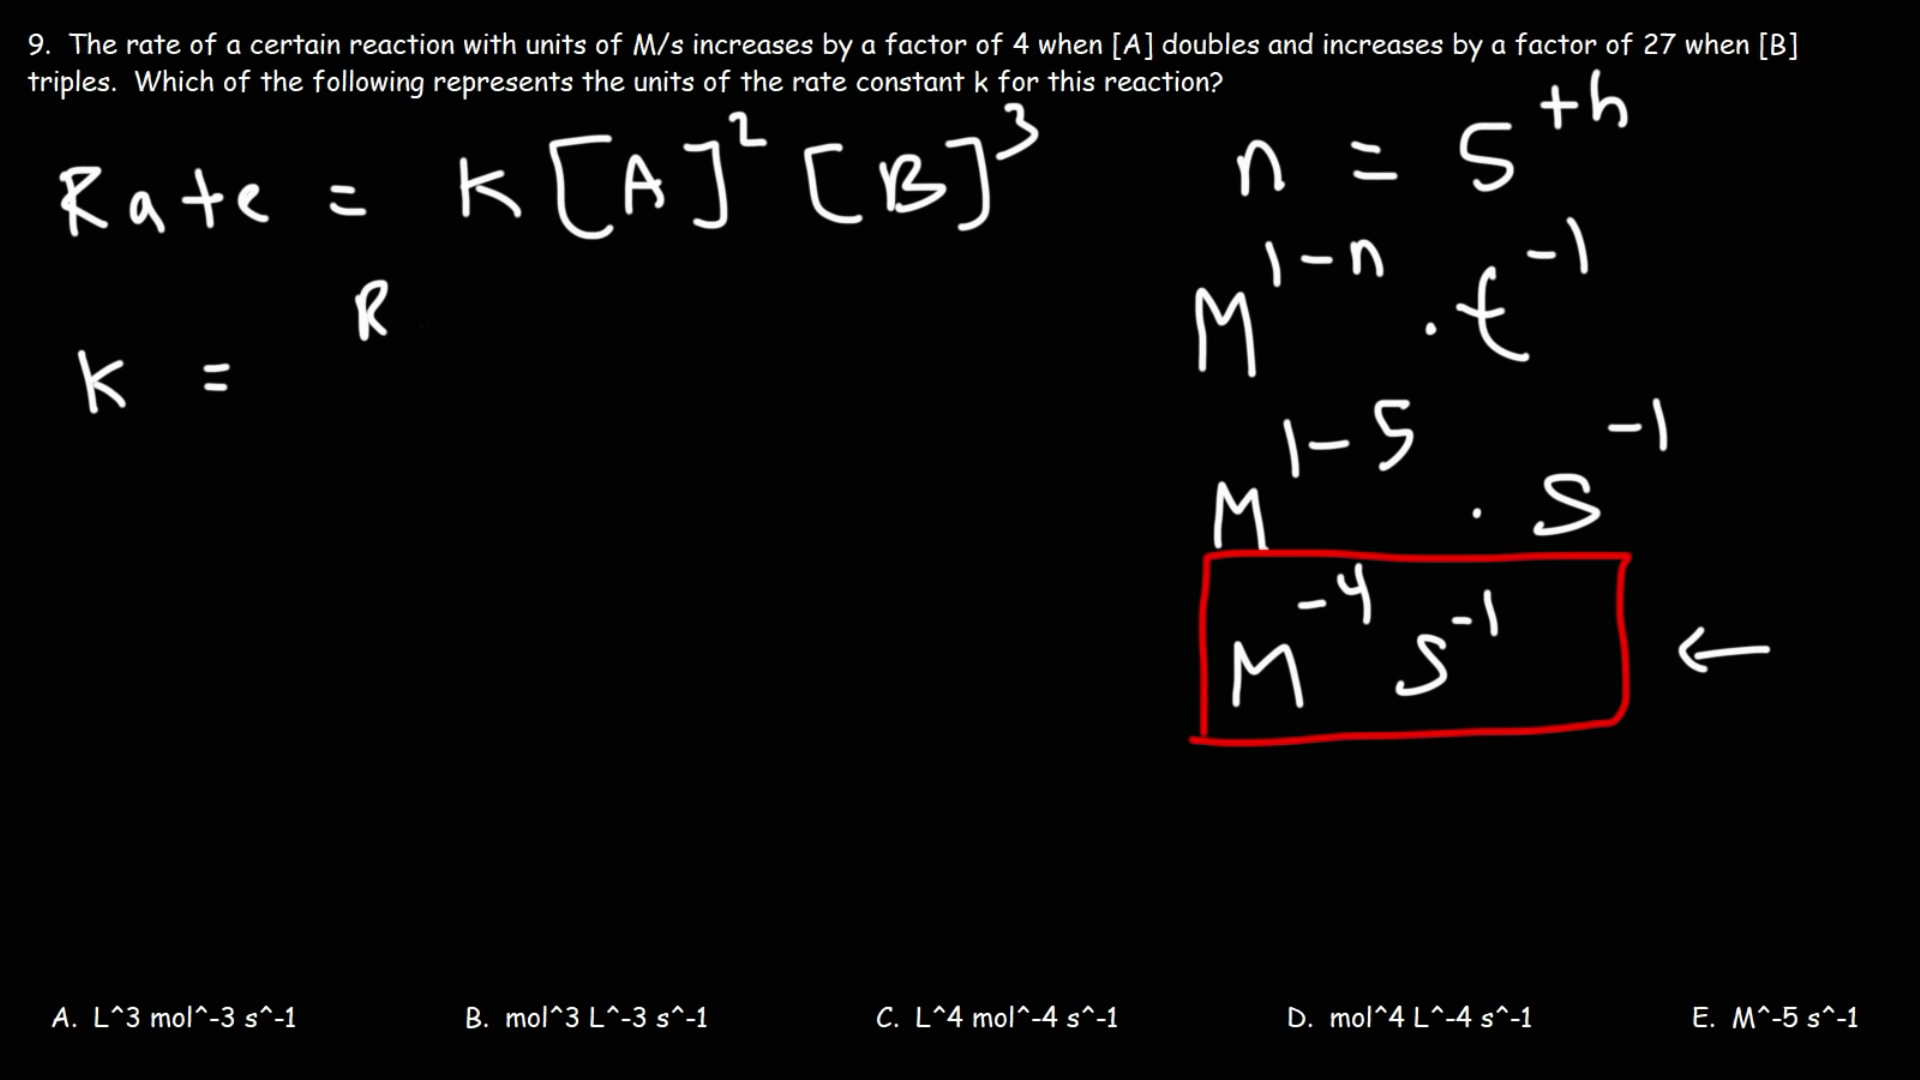 9. The rate of a certain reaction with units of M/s increases by a factor of 4 when [A] doubles and increases by a factor of 27 when [B]
triples. Which of the following represents the units of the rate constant k for this reaction?
Rate = K[A]² [B]³
n = 5^th
K =
R
M^1-n · t^-1
M^1-5 · s^-1
M^-4 s^-1 ←
A. L^3 mol^-3 s^-1
B. mol^3 L^-3 s^-1
C. L^4 mol^-4 s^-1
D. mol^4 L^-4 s^-1
E. M^-5 s^-1